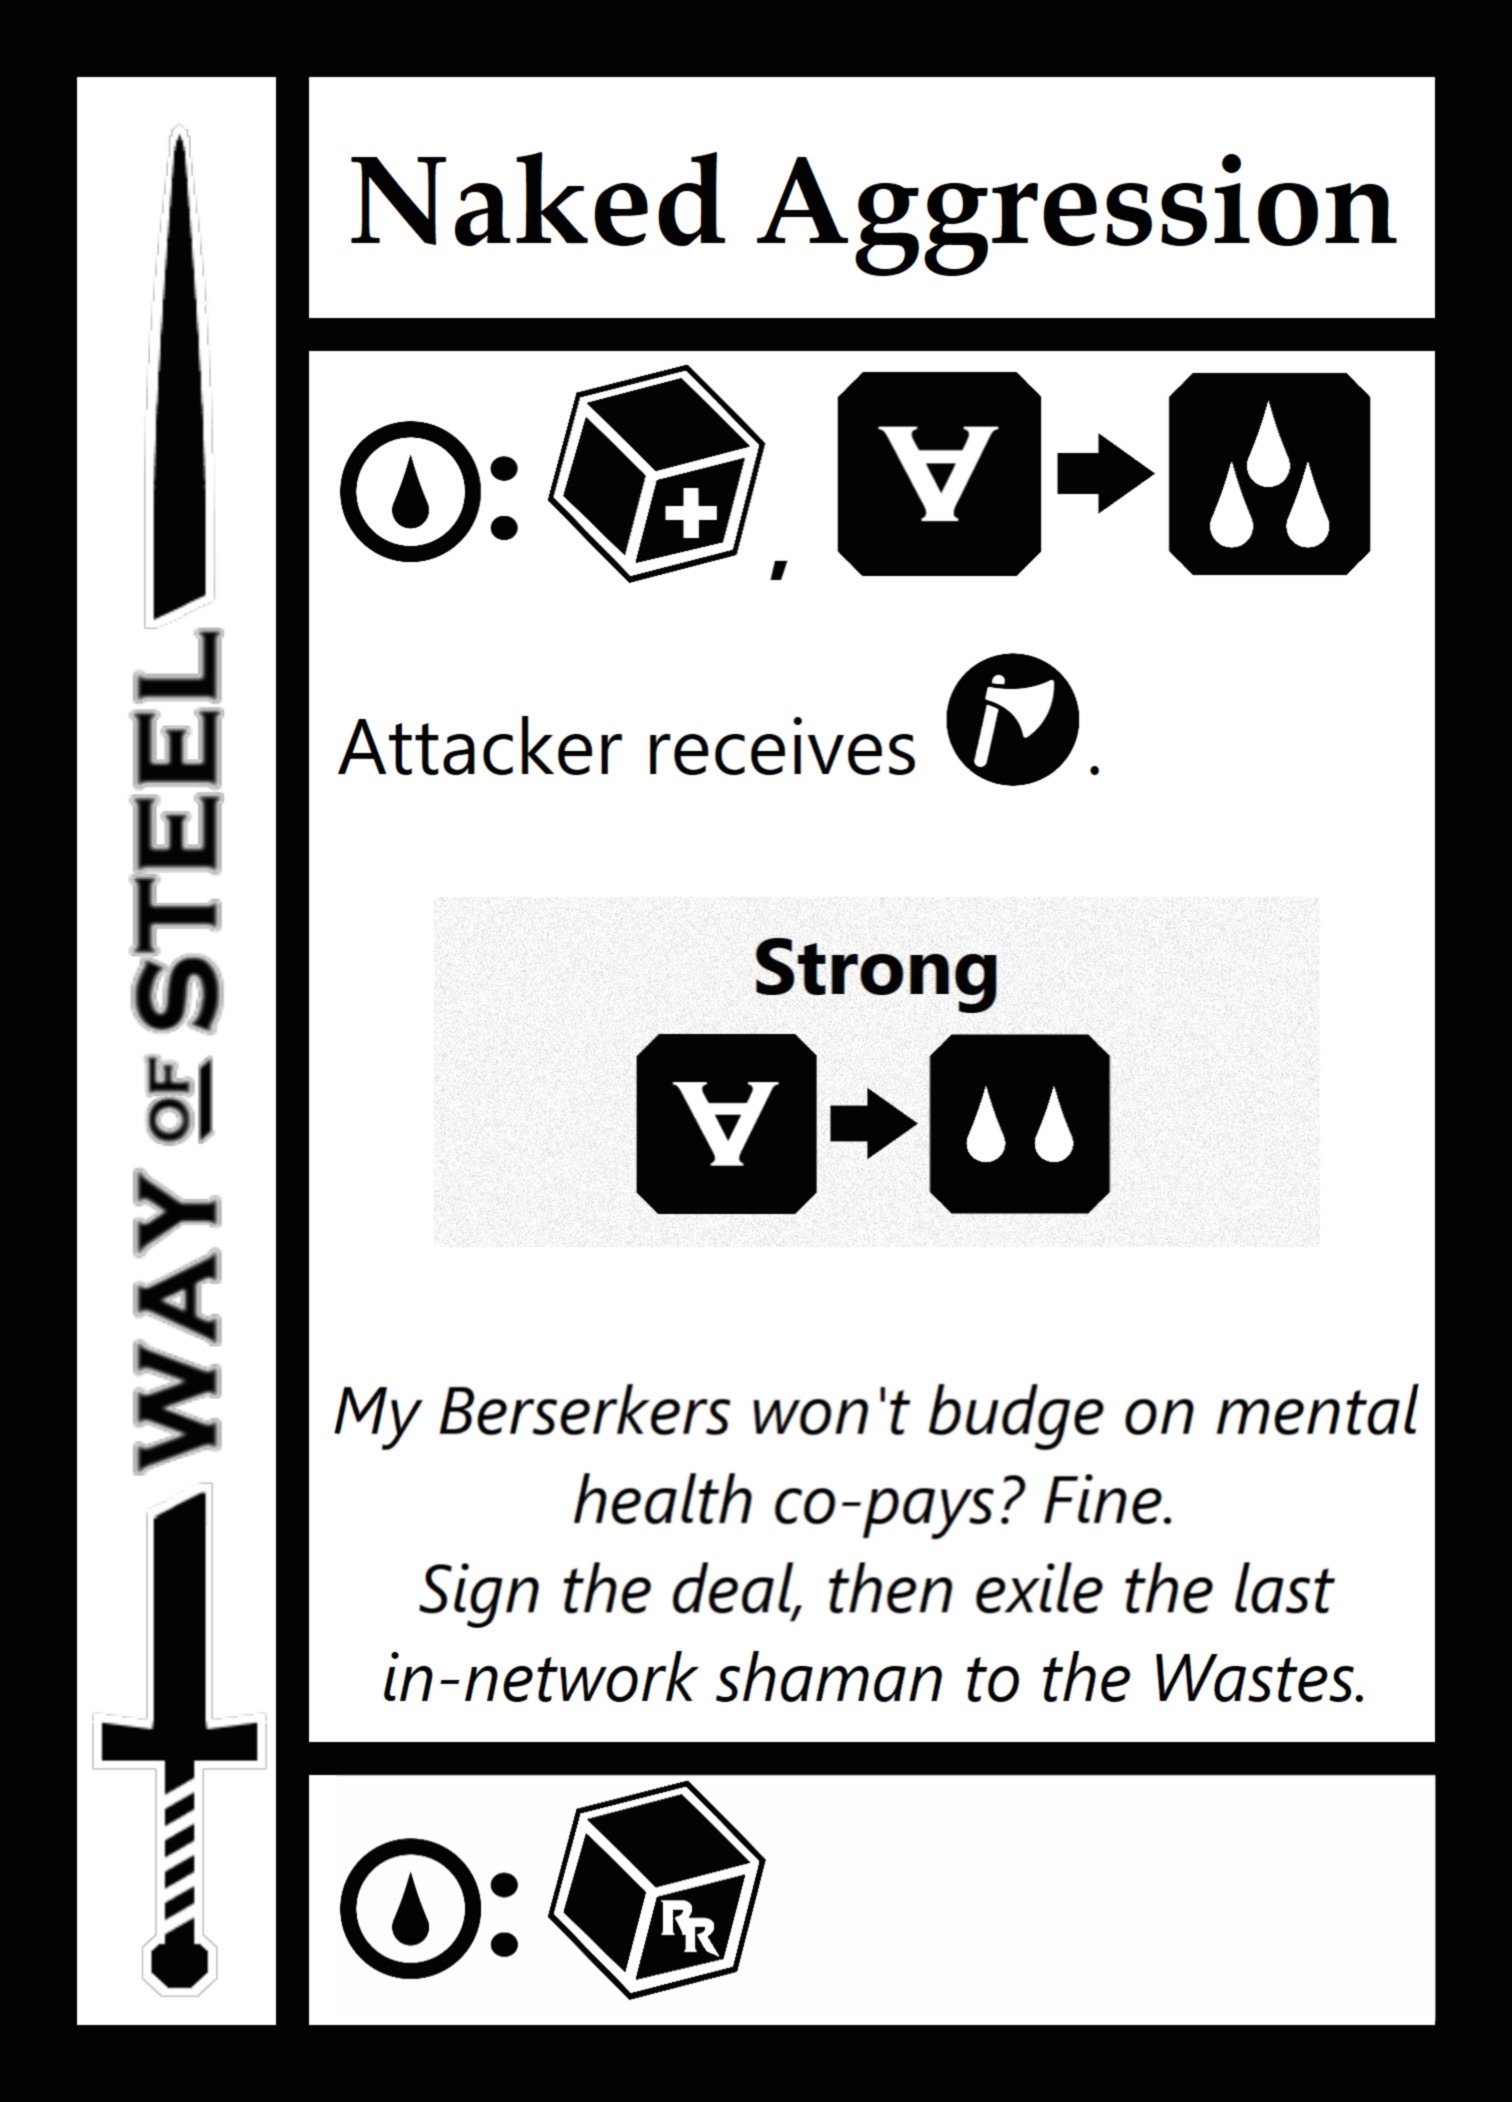 Naked Aggression
: + , ∀
Attacker receives .
Strong
∀
My Berserkers won't budge on mental
health co-pays? Fine.
Sign the deal, then exile the last
in-network shaman to the Wastes.
: RR
WAY OF STEEL